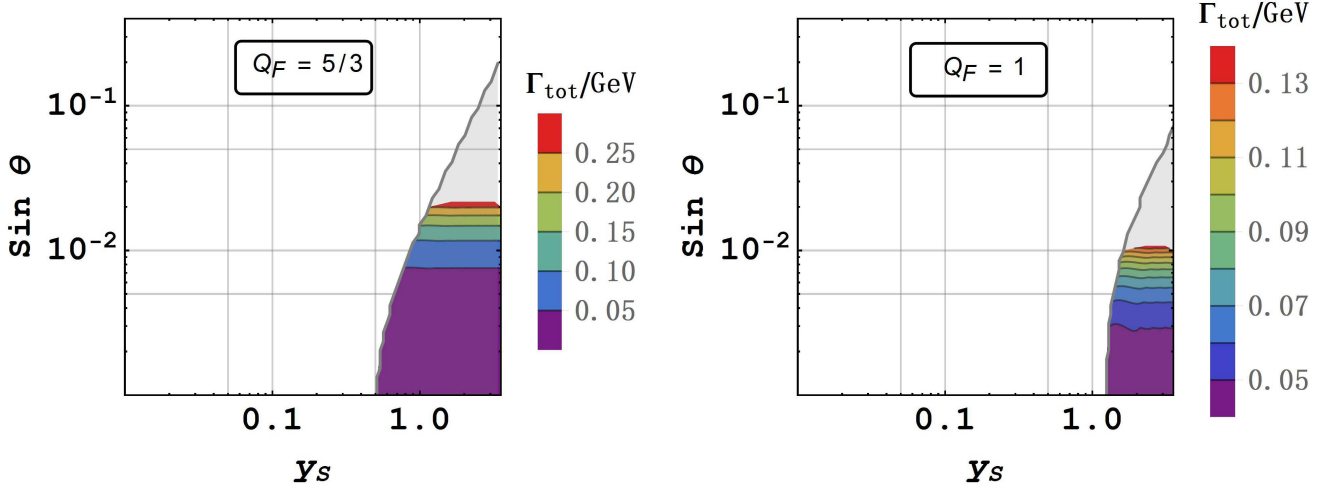 Q_F = 5/3
Γtot/GeV
0.25
0.20
0.15
0.10
0.05
10^-1
10^-2
Sin θ
0.1 1.0
y_S
Q_F = 1
Γtot/GeV
0.13
0.11
0.09
0.07
0.05
10^-1
10^-2
Sin θ
0.1 1.0
y_S